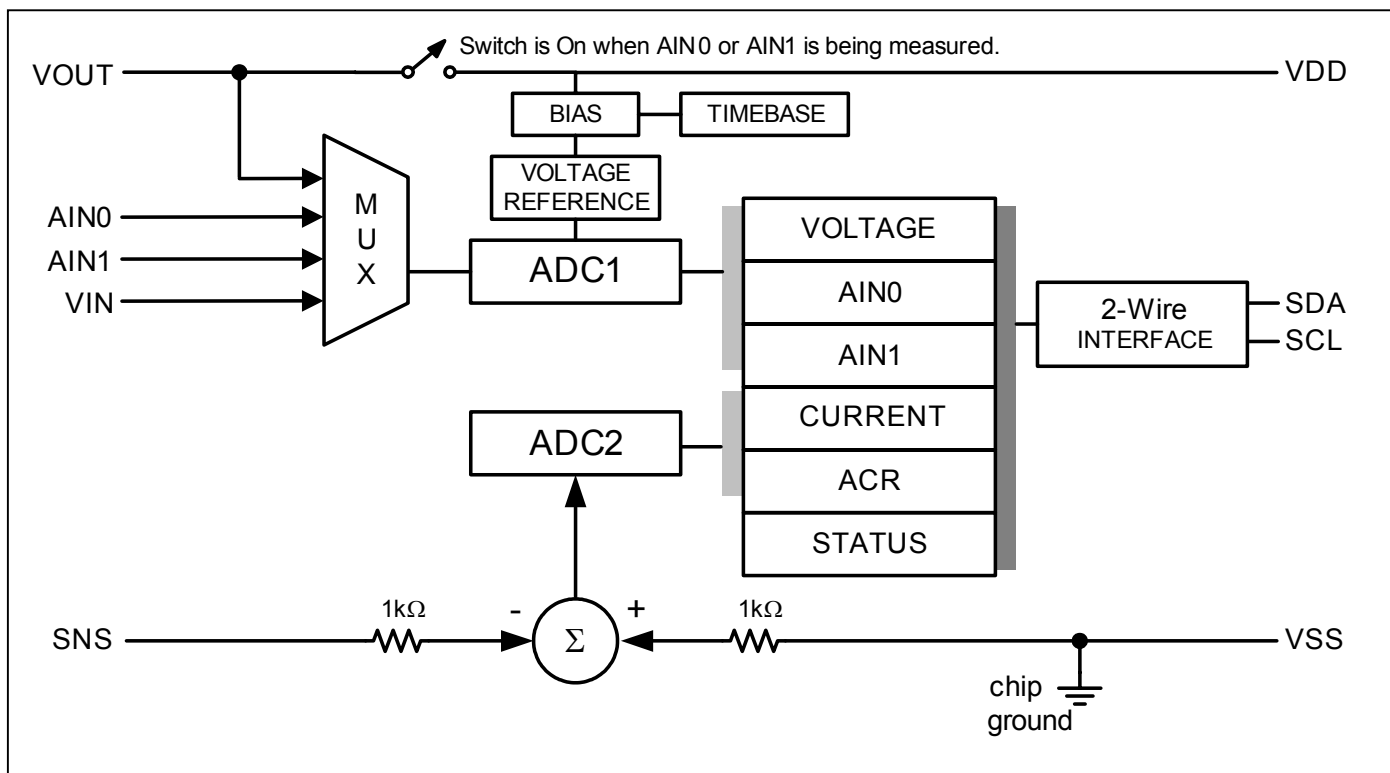 Switch is On when AIN0 or AIN1 is being measured.
VOUT
VDD
BIAS
TIMEBASE
VOLTAGE
REFERENCE
M
U
X
AIN0
AIN1
VIN
ADC1
VOLTAGE
AIN0
AIN1
CURRENT
ACR
STATUS
2-Wire
INTERFACE
SDA
SCL
ADC2
SNS
1kΩ
-
Σ
+
1kΩ
VSS
chip
ground